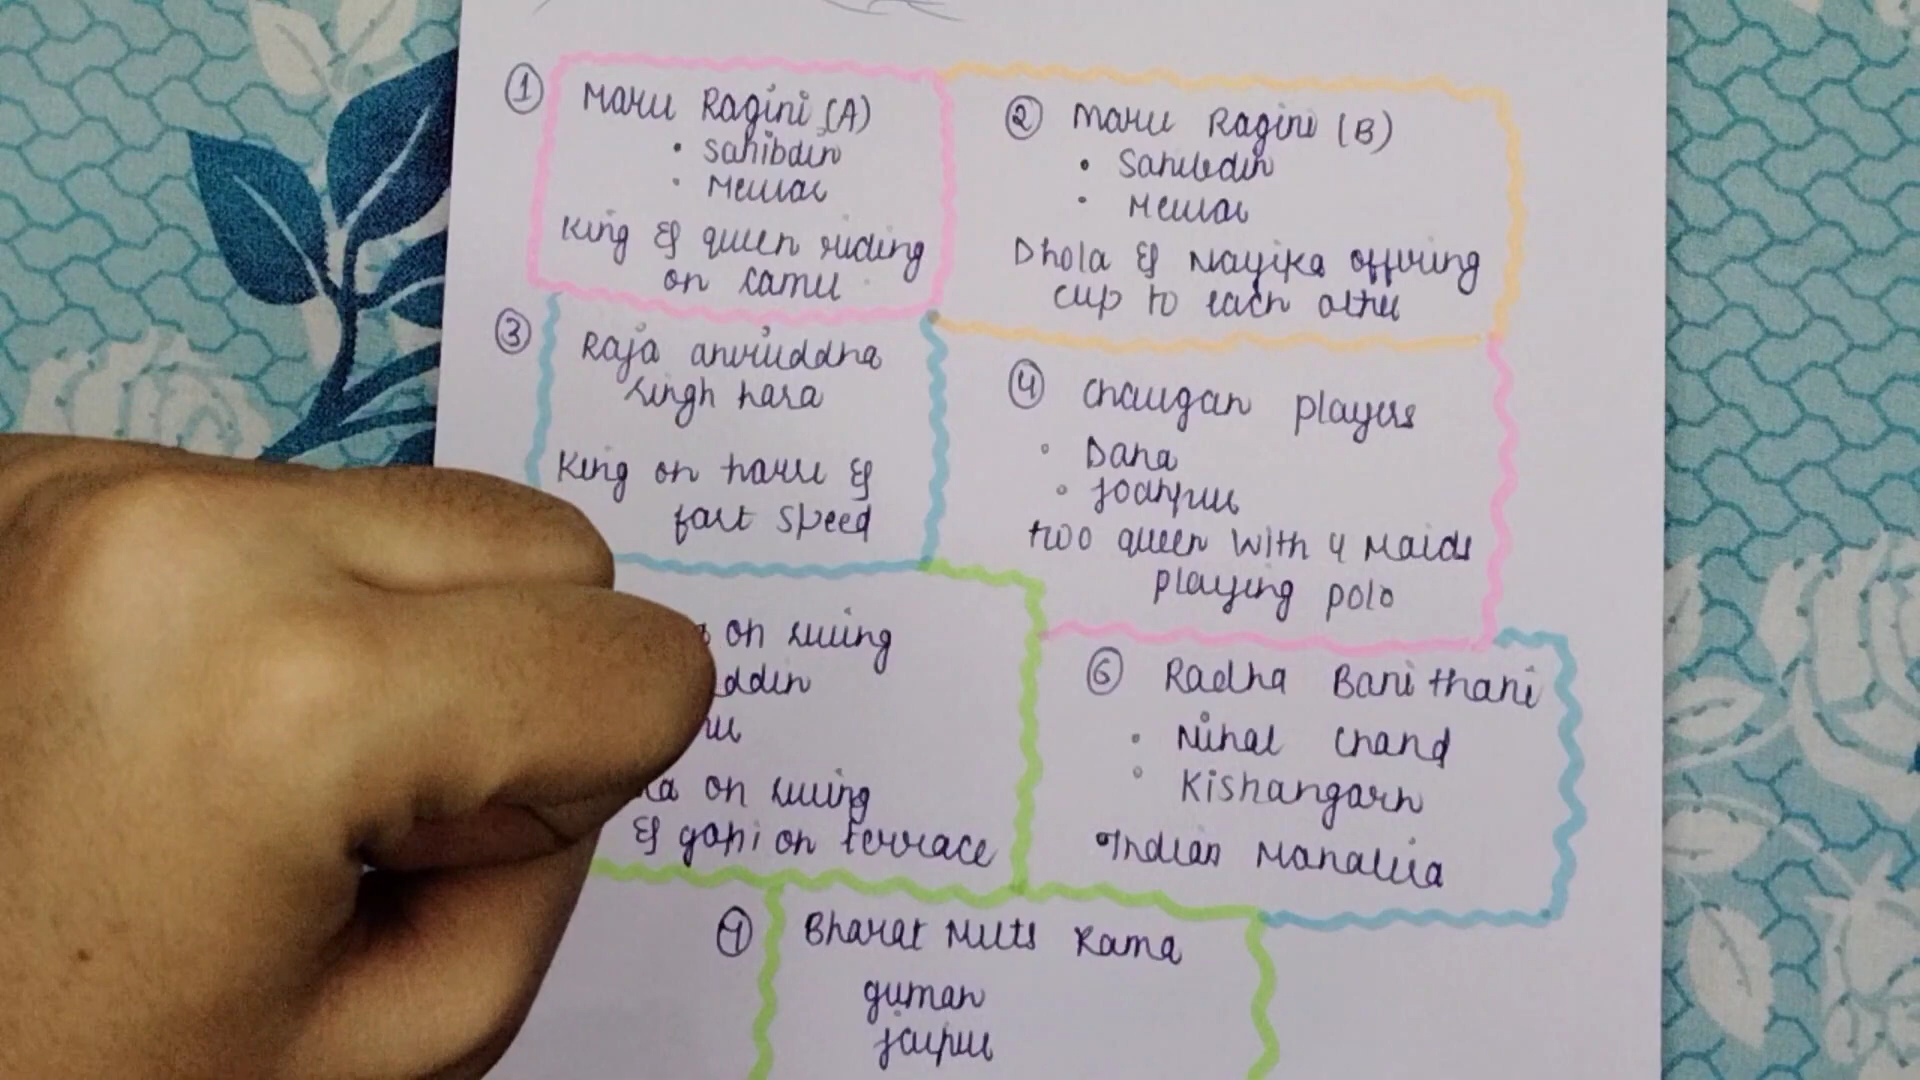 ① Maru Ragini (A)
• Sahibdin
• Mewar
King & queen riding
on camel
② Maru Ragini (B)
• Sahibdin
• Mewar
Dhola & Nayika offering
cup to each other
③ Raja aniruddha
singh hara
King on horse &
fast speed
④ Chaugan players
• Dana
• Jodhpur
two queen with 4 Maids
playing polo
on swing
ddin
on swing
& gopi on terrace
⑥ Radha Bani thani
• Nihal Chand
• Kishangarh
Indian Monalisa
⑦ Bharat Meets Rama
guman
jaipur